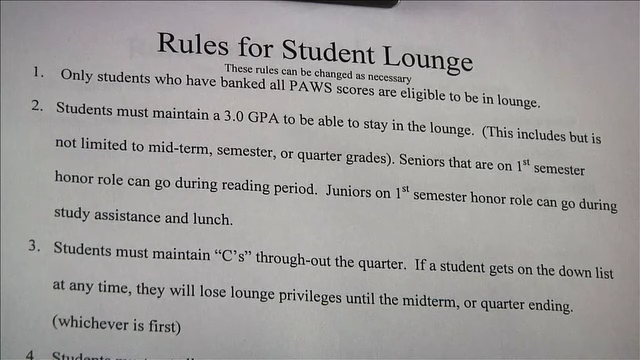 Rules for Student Lounge
These rules can be changed as necessary
1. Only students who have banked all PAWS scores are eligible to be in lounge.
2. Students must maintain a 3.0 GPA to be able to stay in the lounge. (This includes but is
not limited to mid-term, semester, or quarter grades). Seniors that are on 1st semester
honor role can go during reading period. Juniors on 1st semester honor role can go during
study assistance and lunch.
3. Students must maintain “C’s” through-out the quarter. If a student gets on the down list
at any time, they will lose lounge privileges until the midterm, or quarter ending.
(whichever is first)
4 Students